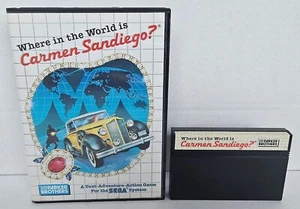 Where in the World is
Carmen Sandiego?
PARKER
BROTHERS
A Text-Adventure-Action Game
For the SEGA System
Where in the World is
Carmen Sandiego?
PARKER
BROTHERS